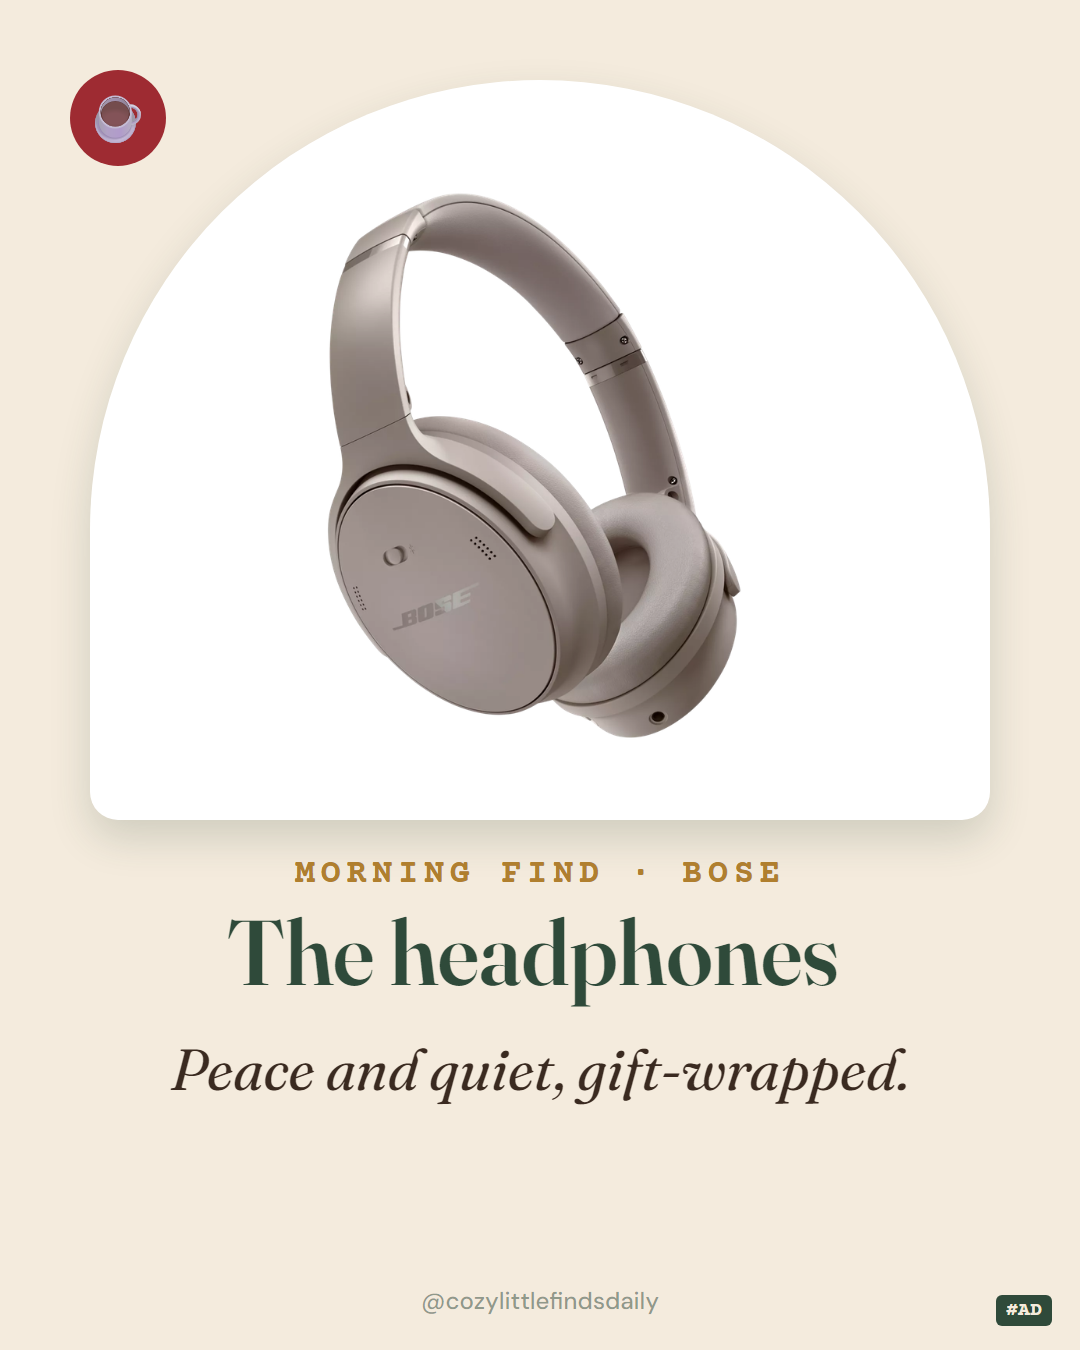 BOSE
MORNING FIND · BOSE
The headphones
Peace and quiet, gift-wrapped.
@cozylittlefindsdaily
#AD